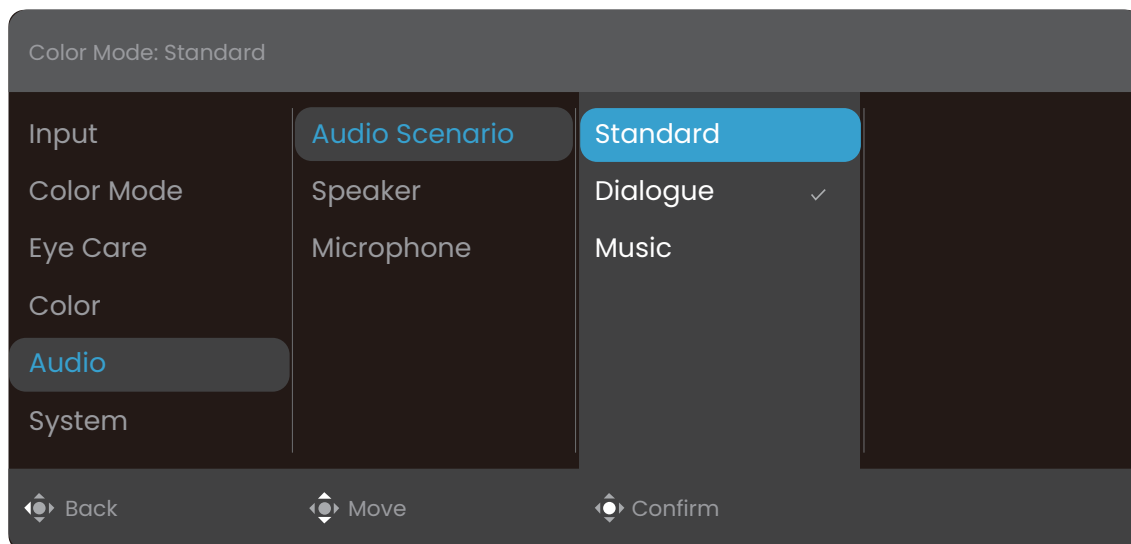 Color Mode: Standard
Input
Color Mode
Eye Care
Color
Audio
System
Audio Scenario
Speaker
Microphone
Standard
Dialogue
Music
Back
Move
Confirm